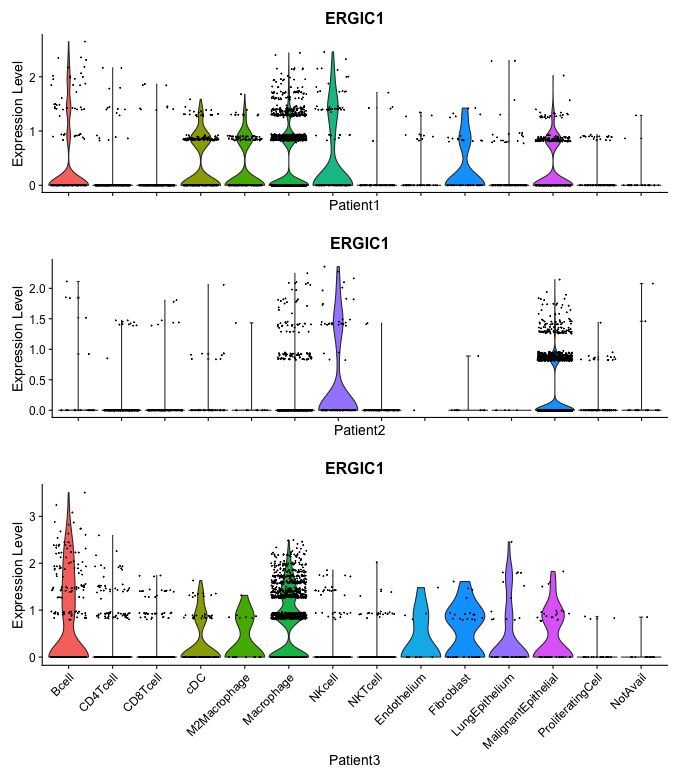 ERGIC1
Expression Level
2
1
0
Patient1
ERGIC1
Expression Level
2.0
1.5
1.0
0.5
0.0
Patient2
ERGIC1
Expression Level
3
2
1
0
Bcell
CD4Tcell
CD8Tcell
cDC
M2Macrophage
Macrophage
NKcell
NKTcell
Endothelium
Fibroblast
LungEpithelium
MalignantEpithelial
ProliferatingCell
NotAvail
Patient3